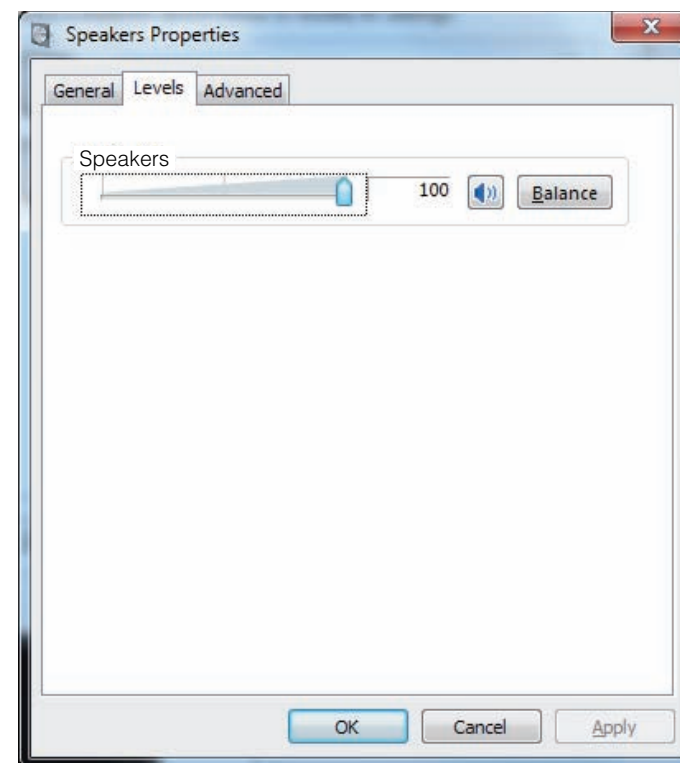 Speakers Properties
General Levels Advanced
Speakers
100 Balance
OK Cancel Apply